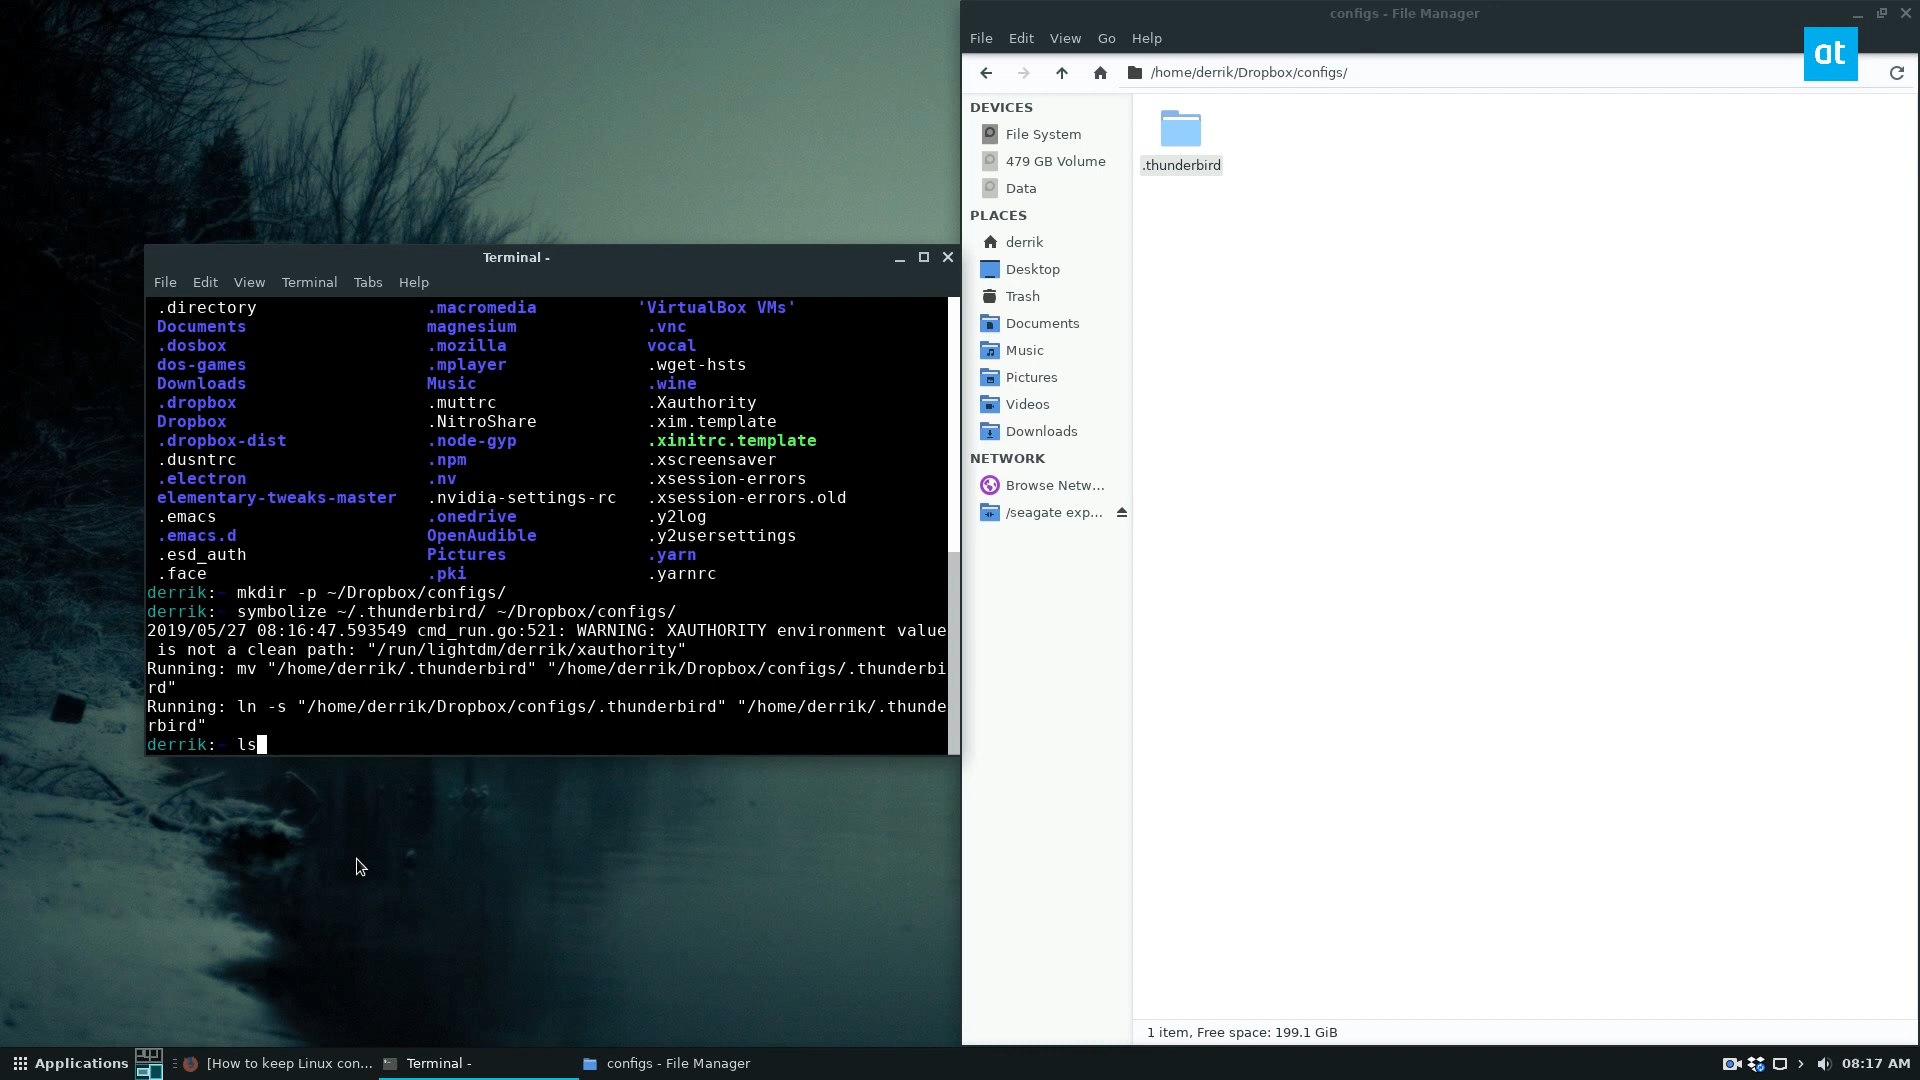 configs - File Manager
File Edit View Go Help
at
/home/derrik/Dropbox/configs/
DEVICES
File System
479 GB Volume
Data
PLACES
derrik
Desktop
Trash
Documents
Music
Pictures
Videos
Downloads
NETWORK
Browse Netw...
/seagate exp...
.thunderbird
1 item, Free space: 199.1 GiB
Terminal -
File Edit View Terminal Tabs Help
.directory .macromedia 'VirtualBox VMs'
Documents magnesium .vnc
.dosbox .mozilla vocal
dos-games .mplayer .wget-hsts
Downloads Music .wine
.dropbox .muttrc .Xauthority
Dropbox .NitroShare .xim.template
.dropbox-dist .node-gyp .xinitrc.template
.dusntrc .npm .xscreensaver
.electron .nv .xsession-errors
elementary-tweaks-master .nvidia-settings-rc .xsession-errors.old
.emacs .onedrive .y2log
.emacs.d OpenAudible .y2usersettings
.esd_auth Pictures .yarn
.face .pki .yarnrc
derrik:~ mkdir -p ~/Dropbox/configs/
derrik:~ symbolize ~/.thunderbird/ ~/Dropbox/configs/
2019/05/27 08:16:47.593549 cmd_run.go:521: WARNING: XAUTHORITY environment value
is not a clean path: "/run/lightdm/derrik/xauthority"
Running: mv "/home/derrik/.thunderbird" "/home/derrik/Dropbox/configs/.thunderbi
rd"
Running: ln -s "/home/derrik/Dropbox/configs/.thunderbird" "/home/derrik/.thunde
rbird"
derrik:~ ls
Applications [How to keep Linux con... Terminal - configs - File Manager 08:17 AM